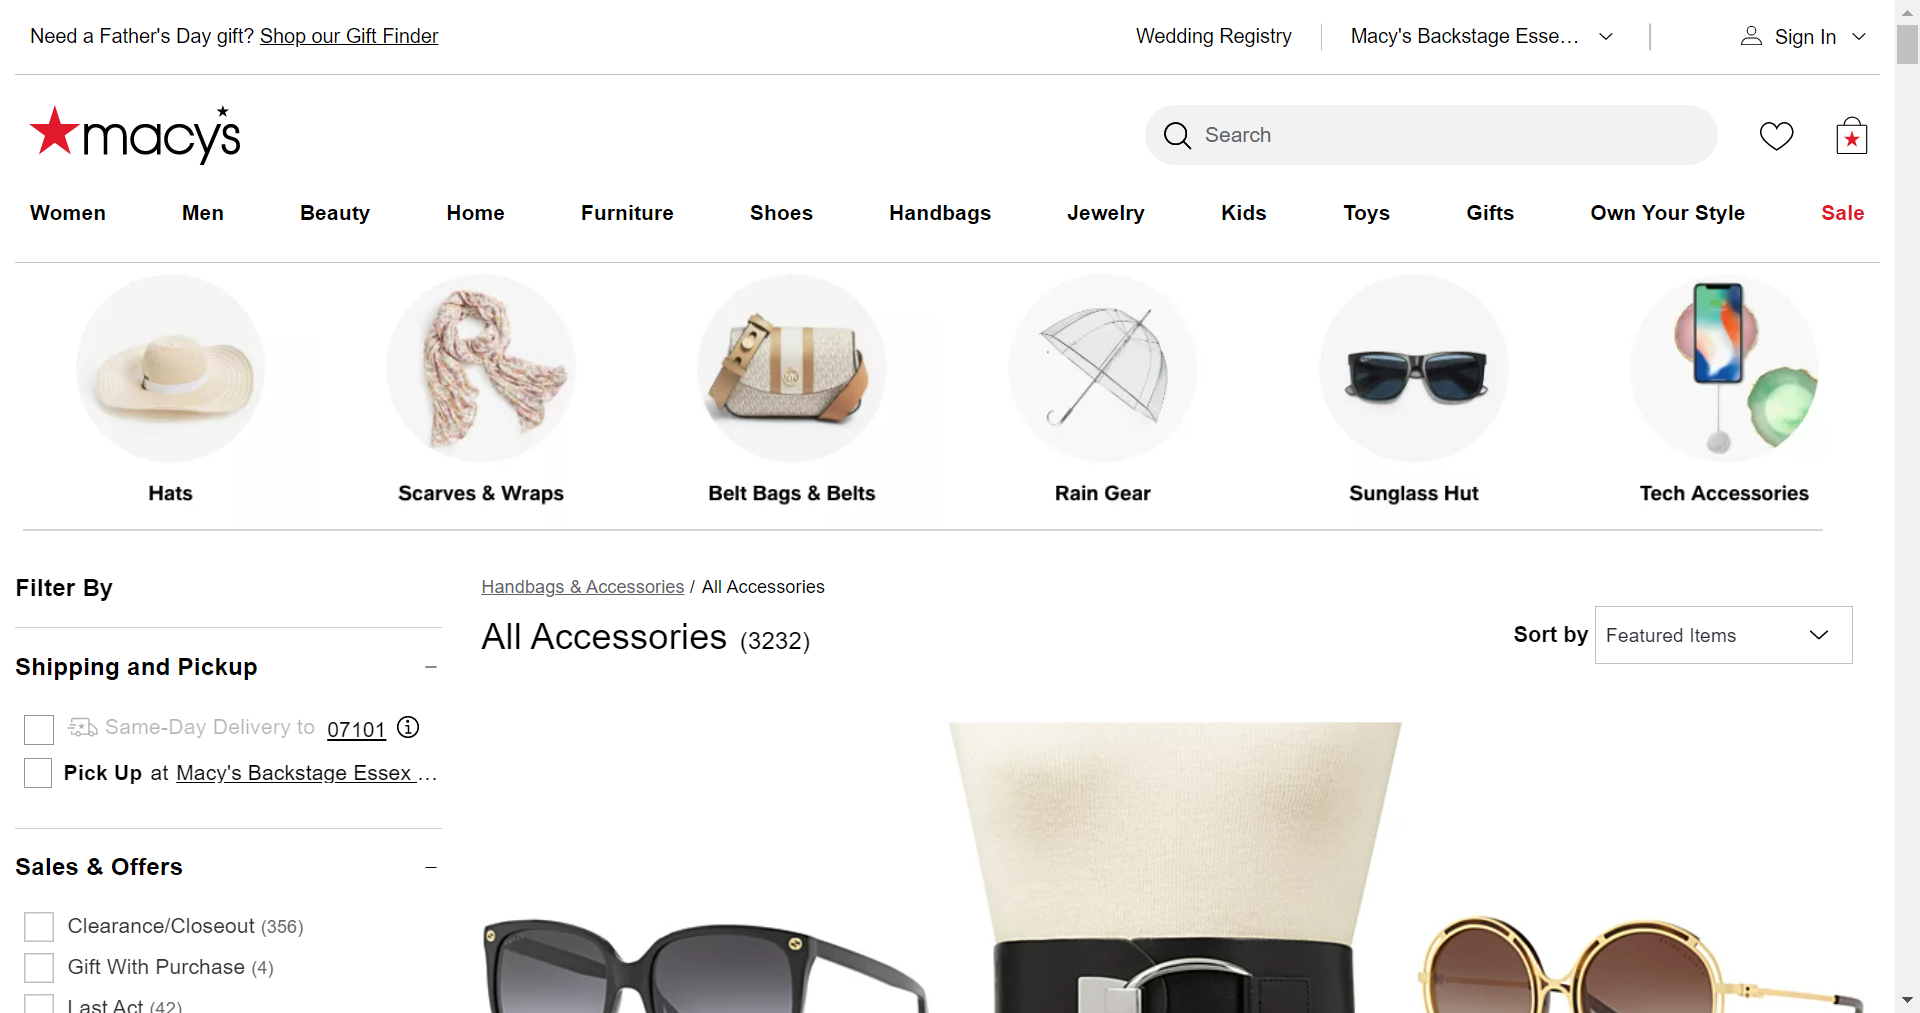 Need a Father's Day gift? Shop our Gift Finder
Wedding Registry
Macy's Backstage Esse...
Sign In
macy's
Search
Women
Men
Beauty
Home
Furniture
Shoes
Handbags
Jewelry
Kids
Toys
Gifts
Own Your Style
Sale
Hats
Scarves & Wraps
Belt Bags & Belts
Rain Gear
Sunglass Hut
Tech Accessories
Filter By
Shipping and Pickup
Same-Day Delivery to 07101
Pick Up at Macy's Backstage Essex ...
Sales & Offers
Clearance/Closeout (356)
Gift With Purchase (4)
Last Act (42)
Handbags & Accessories / All Accessories
All Accessories (3232)
Sort by
Featured Items